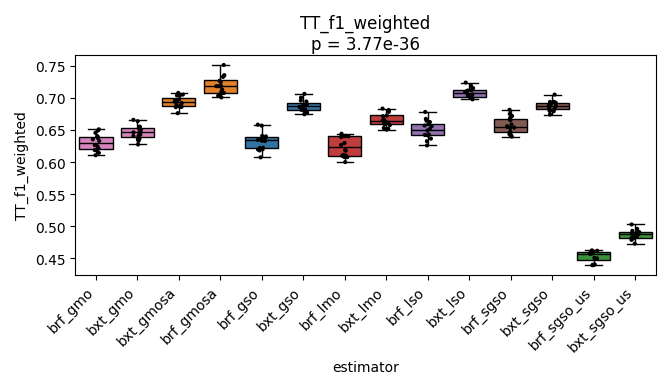 TT_f1_weighted
p = 3.77e-36
TT_f1_weighted
0.75
0.70
0.65
0.60
0.55
0.50
0.45
brf_gmo
bxt_gmo
bxt_gmosa
brf_gmosa
brf_gso
bxt_gso
brf_lmo
bxt_lmo
brf_lso
bxt_lso
brf_sgso
bxt_sgso
brf_sgso_us
bxt_sgso_us
estimator